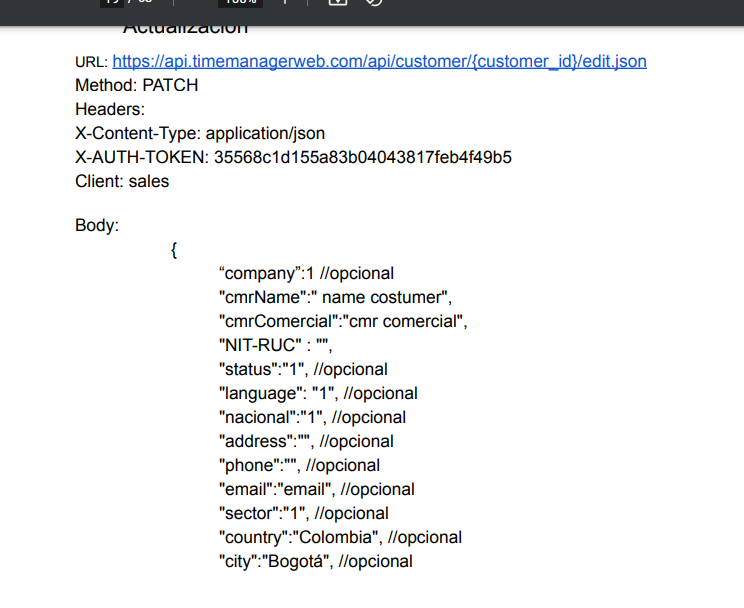 Actualización
URL: https://api.timemanagerweb.com/api/customer/{customer_id}/edit.json
Method: PATCH
Headers:
X-Content-Type: application/json
X-AUTH-TOKEN: 35568c1d155a83b04043817feb4f49b5
Client: sales
Body:
{
“company”:1 //opcional
"cmrName":" name costumer",
"cmrComercial":"cmr comercial",
"NIT-RUC" : "",
"status":"1", //opcional
"language": "1", //opcional
"nacional":"1", //opcional
"address":"", //opcional
"phone":"", //opcional
"email":"email", //opcional
"sector":"1", //opcional
"country":"Colombia", //opcional
"city":"Bogotá", //opcional